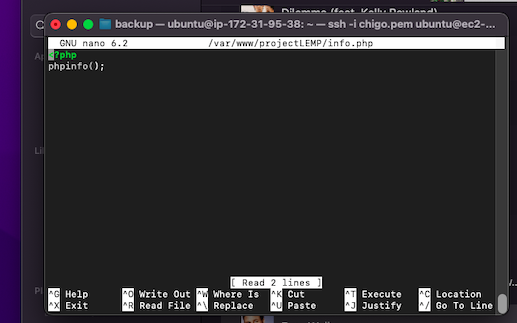 Dilemma (feat. Kelly Rowland)
backup — ubuntu@ip-172-31-95-38: ~ — ssh -i chigo.pem ubuntu@ec2-...
GNU nano 6.2 /var/www/projectLEMP/info.php
<?php
phpinfo();
[ Read 2 lines ]
^G Help ^O Write Out ^W Where Is ^K Cut ^T Execute ^C Location
^X Exit ^R Read File ^\ Replace ^U Paste ^J Justify ^/ Go To Line